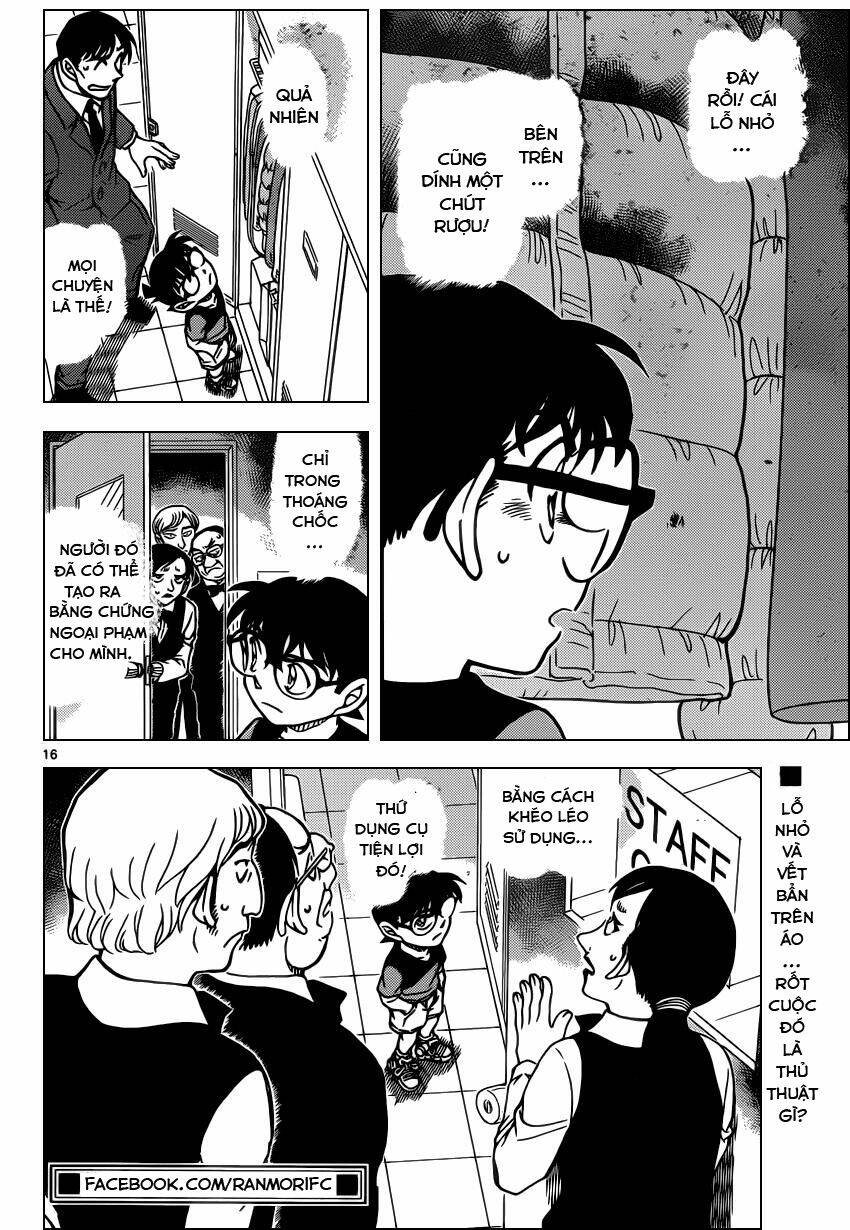 ĐÂY
RỒI! CÁI
LỖ NHỎ
...
BÊN
TRÊN
...
CŨNG
DÍNH MỘT
CHÚT
RƯỢU!
QUẢ
NHIÊN
MỌI
CHUYỆN
LÀ THẾ!
CHỈ
TRONG
THOÁNG
CHỐC
...
NGƯỜI ĐÓ
ĐÃ CÓ THỂ
TẠO RA
BẰNG CHỨNG
NGOẠI PHẠM
CHO MÌNH.
16
BẰNG CÁCH
KHÉO LÉO
SỬ DỤNG...
THỨ
DỤNG CỤ
TIỆN LỢI
ĐÓ!
STAFF
LỖ
NHỎ
VÀ
VẾT
BẨN
TRÊN
ÁO
...
RỐT
CUỘC
ĐÓ
LÀ
THỦ
THUẬT
GÌ?
FACEBOOK.COM/RANMORIFC